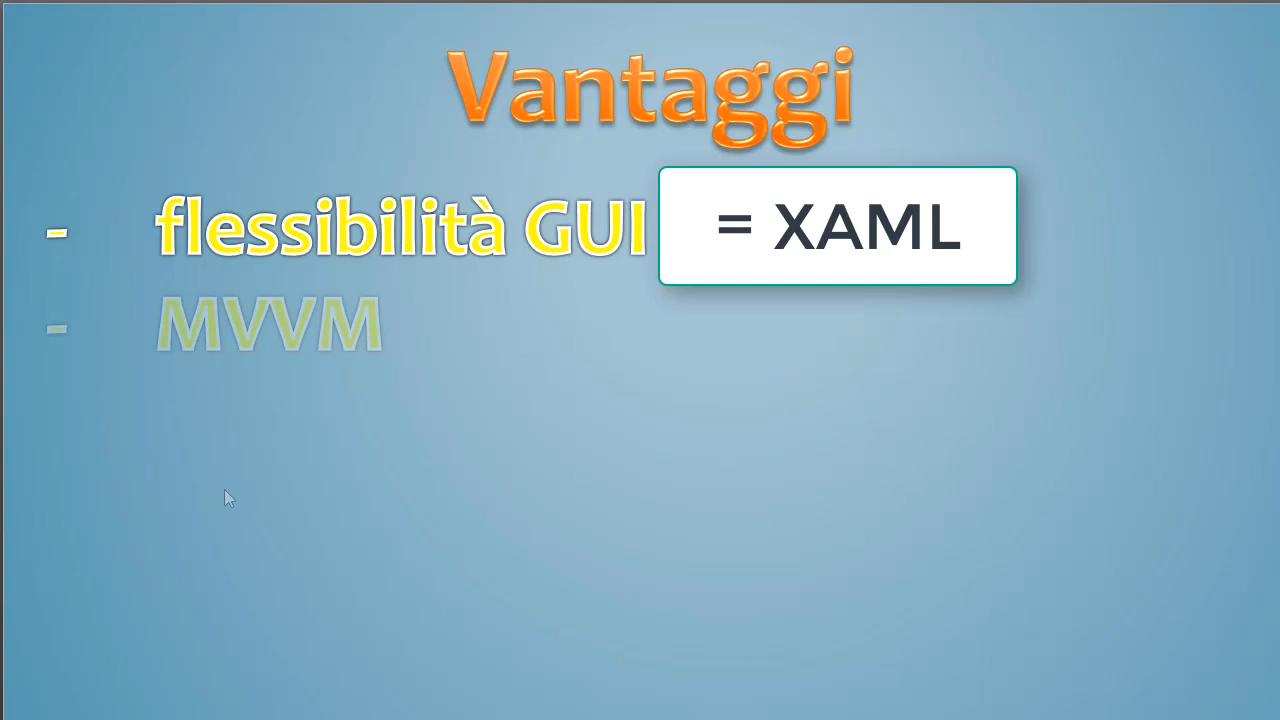 Vantaggi
- flessibilità GUI = XAML
- MVVM